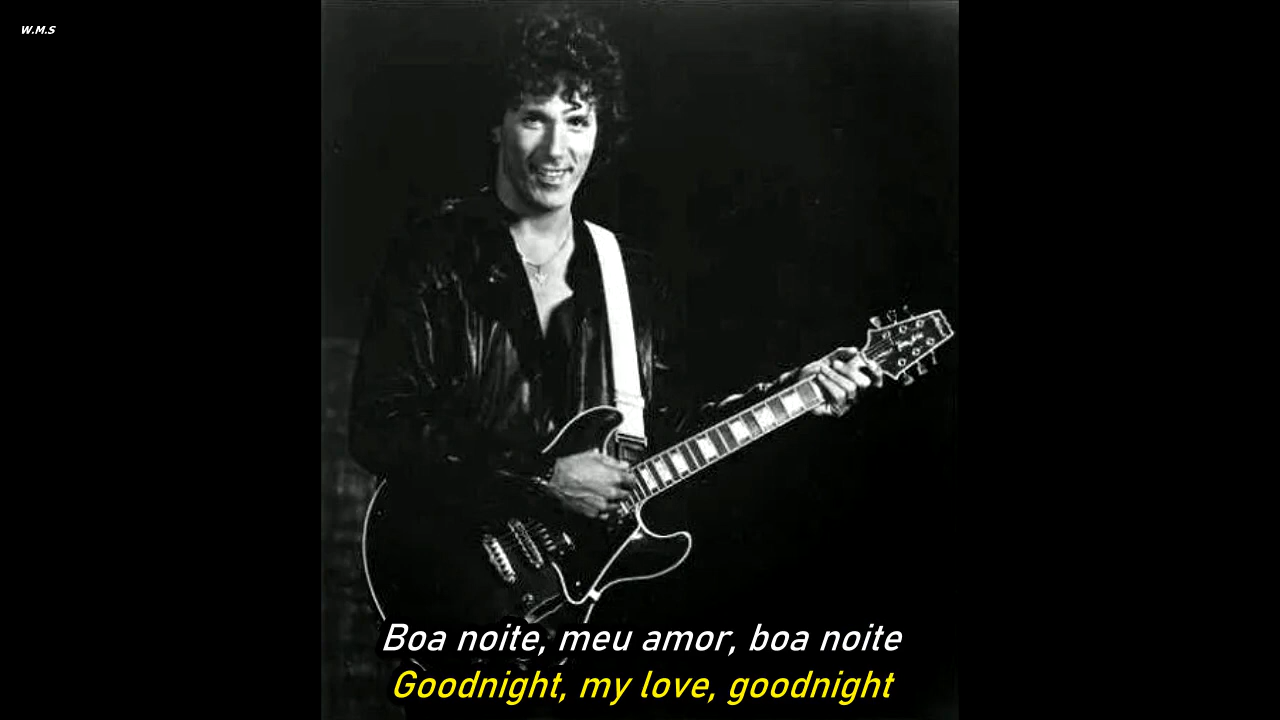 W.M.S
Boa noite, meu amor, boa noite
Goodnight, my love, goodnight